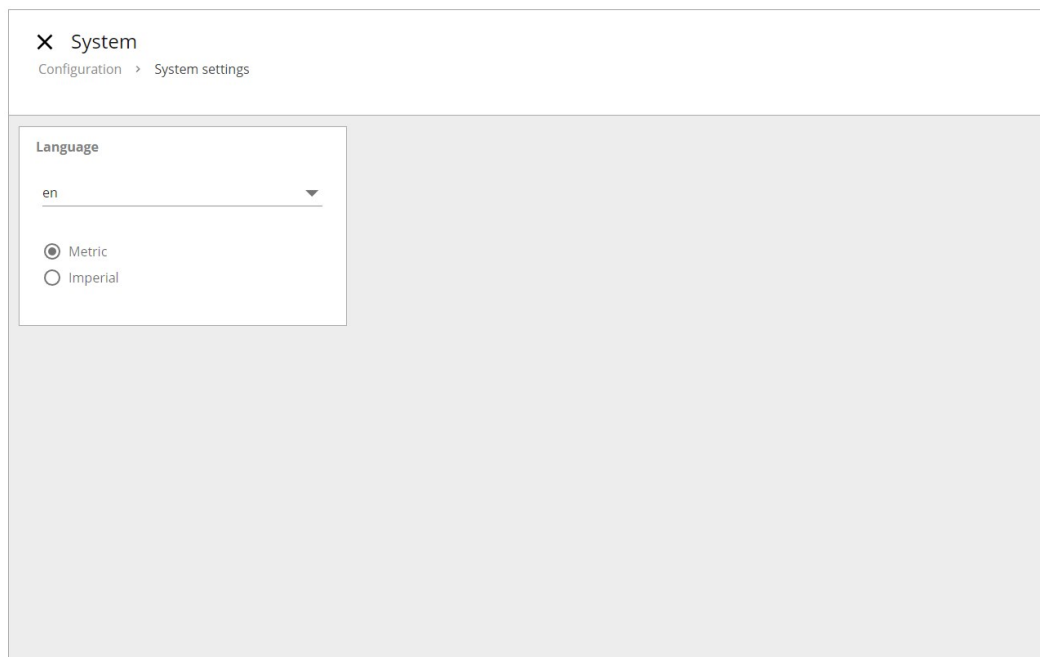 System
Configuration > System settings
Language
en
Metric
Imperial